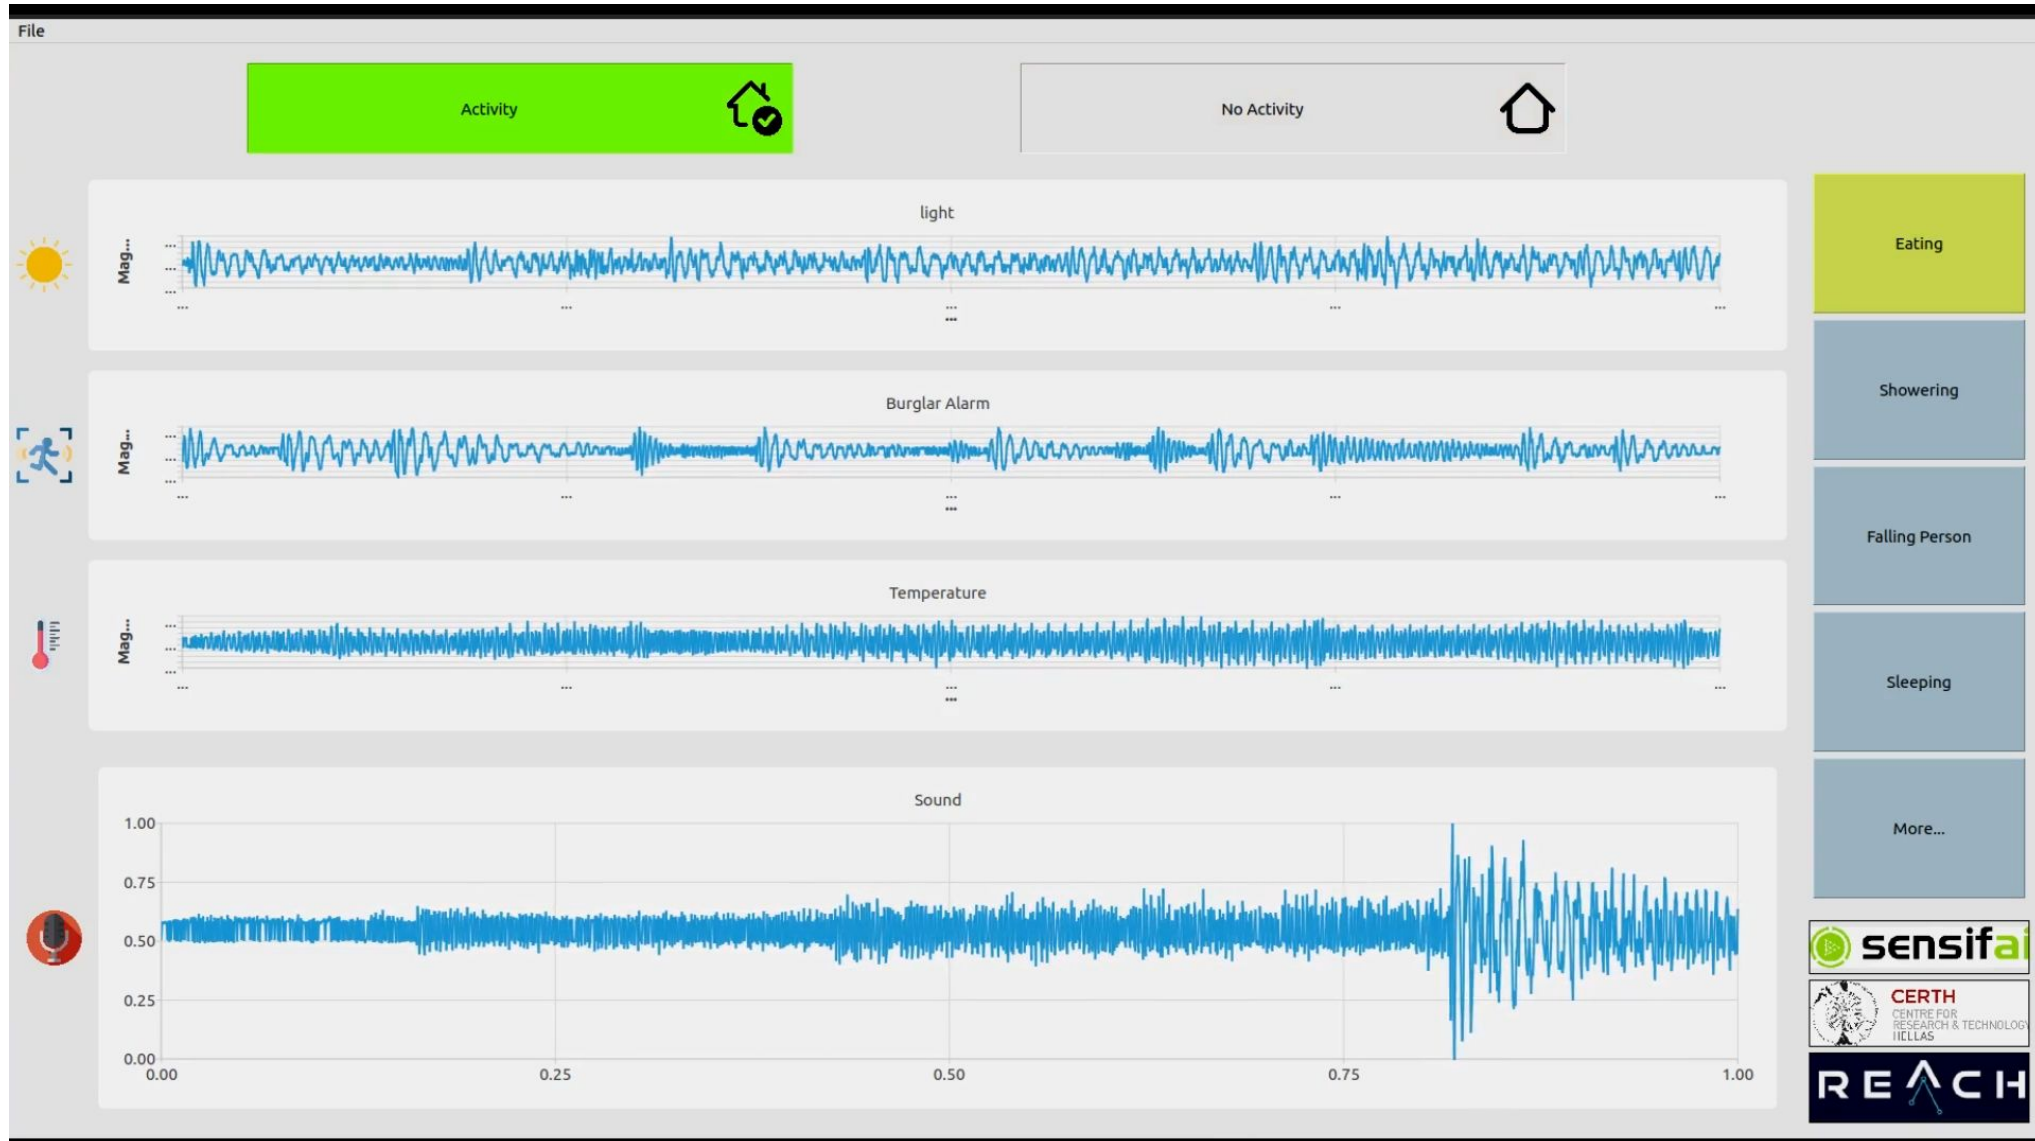 File
Activity
No Activity
light
Mag...
...
...
...
...
...
...
...
...
...
Eating
Burglar Alarm
Mag...
...
...
...
...
...
...
...
...
...
Showering
Falling Person
Temperature
Mag...
...
...
...
...
...
...
...
...
...
Sleeping
More...
Sound
1.00
0.75
0.50
0.25
0.00
0.00 0.25 0.50 0.75 1.00
sensifai
CERTH
CENTRE FOR
RESEARCH & TECHNOLOGY
HELLAS
REACH